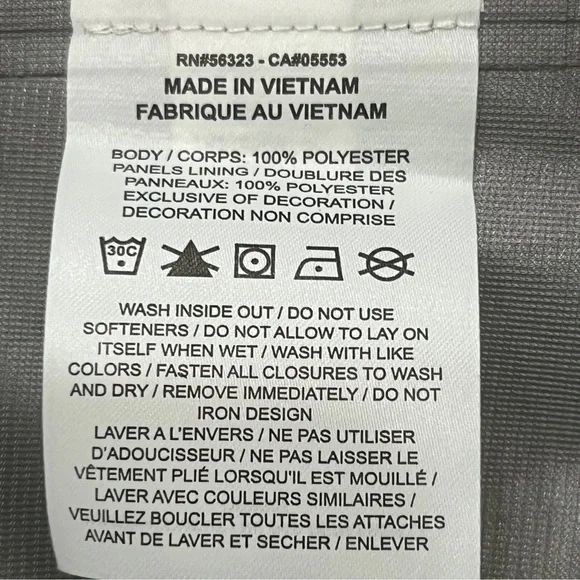 RN#56323 - CA#05553
MADE IN VIETNAM
FABRIQUE AU VIETNAM
BODY / CORPS: 100% POLYESTER
PANELS LINING / DOUBLURE DES
PANNEAUX: 100% POLYESTER
EXCLUSIVE OF DECORATION /
DECORATION NON COMPRISE
30C
WASH INSIDE OUT / DO NOT USE
SOFTENERS / DO NOT ALLOW TO LAY ON
ITSELF WHEN WET / WASH WITH LIKE
COLORS / FASTEN ALL CLOSURES TO WASH
AND DRY / REMOVE IMMEDIATELY / DO NOT
IRON DESIGN
LAVER A L'ENVERS / NE PAS UTILISER
D'ADOUCISSEUR / NE PAS LAISSER LE
VÊTEMENT PLIÉ LORSQU'IL EST MOUILLÉ /
LAVER AVEC COULEURS SIMILAIRES /
VEUILLEZ BOUCLER TOUTES LES ATTACHES
AVANT DE LAVER ET SECHER / ENLEVER